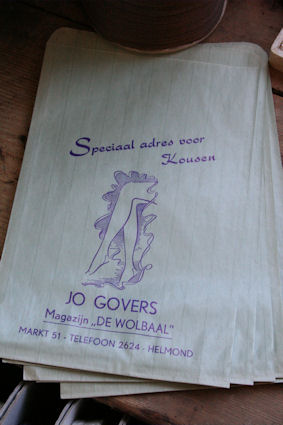 Speciaal adres voor
Kousen
JO GOVERS
Magazijn „DE WOLBAAL"
MARKT 51 - TELEFOON 2624 - HELMOND